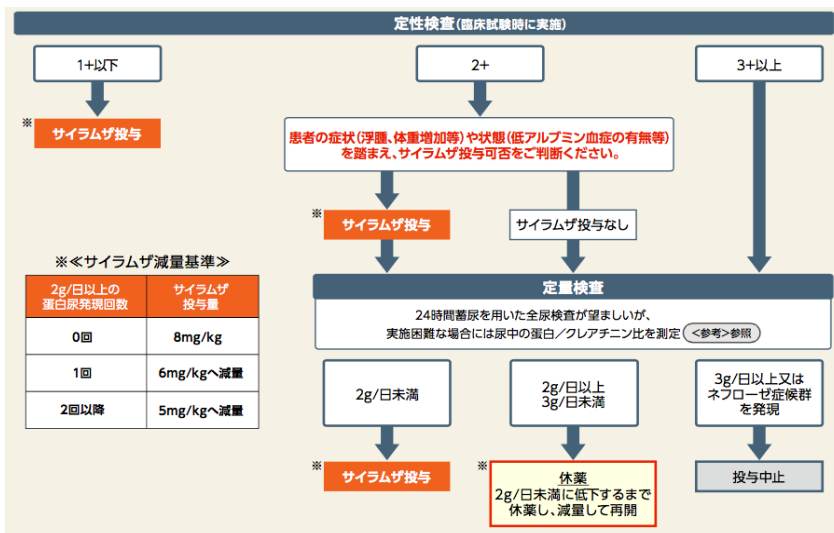 定性検査(臨床試験時に実施)
1+以下
2+
3+以上
※
サイラムザ投与
患者の症状(浮腫、体重増加等)や状態(低アルブミン血症の有無等)
を踏まえ、サイラムザ投与可否をご判断ください。
※
サイラムザ投与
サイラムザ投与なし
※≪サイラムザ減量基準≫
2g/日以上の
蛋白尿発現回数
サイラムザ
投与量
0回
8mg/kg
1回
6mg/kgへ減量
2回以降
5mg/kgへ減量
定量検査
24時間蓄尿を用いた全尿検査が望ましいが、
実施困難な場合には尿中の蛋白/クレアチニン比を測定 <参考>参照
2g/日未満
2g/日以上
3g/日未満
3g/日以上又は
ネフローゼ症候群
を発現
※
サイラムザ投与
※
休薬
2g/日未満に低下するまで
休薬し、減量して再開
投与中止